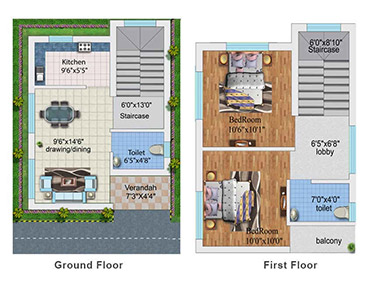 Kitchen
9'6"x5'5"
6'0"x13'0"
Staircase
9'6"x14'6"
drawing/dining
Toilet
6'5"x4'8"
Verandah
7'3"X4'4"
Ground Floor
6'0"x8'10"
Staircase
BedRoom
10'6"x10'1"
6'5"x6'8"
lobby
7'0"x4'0"
toilet
BedRoom
10'0"x10'0"
balcony
First Floor